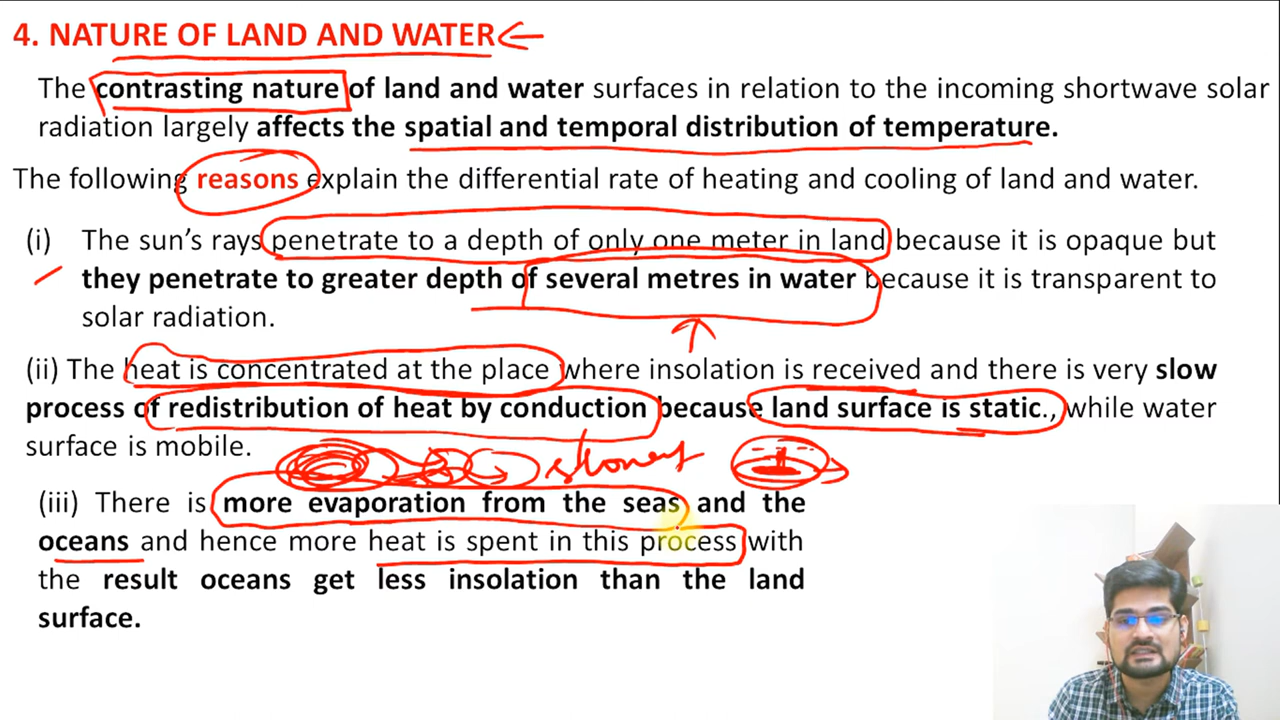 4. NATURE OF LAND AND WATER
The contrasting nature of land and water surfaces in relation to the incoming shortwave solar
radiation largely affects the spatial and temporal distribution of temperature.
The following reasons explain the differential rate of heating and cooling of land and water.
(i) The sun's rays penetrate to a depth of only one meter in land because it is opaque but
they penetrate to greater depth of several metres in water because it is transparent to
solar radiation.
(ii) The heat is concentrated at the place where insolation is received and there is very slow
process of redistribution of heat by conduction because land surface is static., while water
surface is mobile.
(iii) There is more evaporation from the seas and the
oceans and hence more heat is spent in this process with
the result oceans get less insolation than the land
surface.